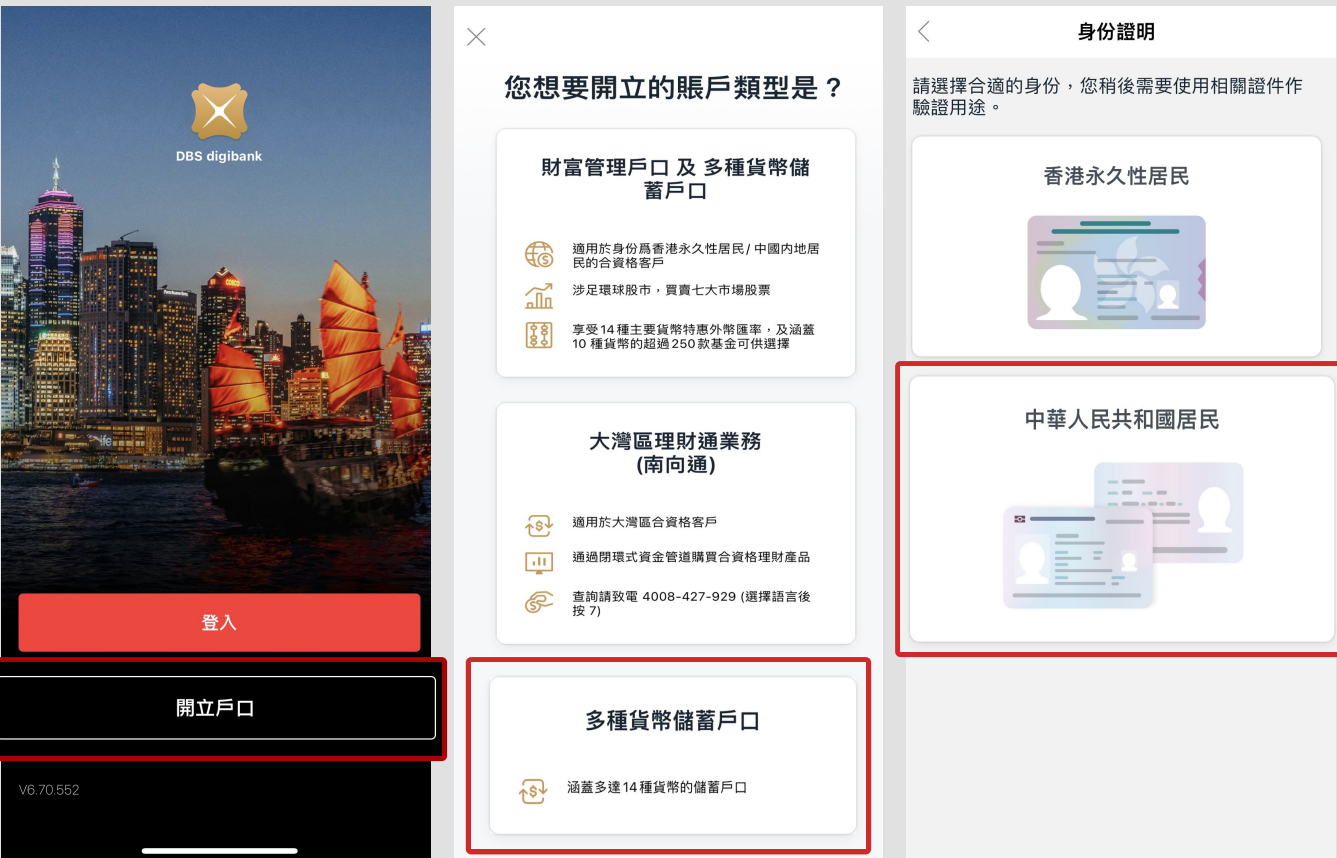 DBS digibank
登入
開立戶口
V6.70.552
您想要開立的賬戶類型是？
財富管理戶口 及 多種貨幣儲
蓄戶口
適用於身份爲香港永久性居民/ 中國内地居
民的合資格客戶
涉足環球股市，買賣七大市場股票
享受14種主要貨幣特惠外幣匯率，及涵蓋
10 種貨幣的超過250款基金可供選擇
大灣區理財通業務
(南向通)
適用於大灣區合資格客戶
通過閉環式資金管道購買合資格理財產品
查詢請致電 4008-427-929 (選擇語言後
按 7)
多種貨幣儲蓄戶口
涵蓋多達14種貨幣的儲蓄戶口
身份證明
請選擇合適的身份，您稍後需要使用相關證件作
驗證用途。
香港永久性居民
中華人民共和國居民